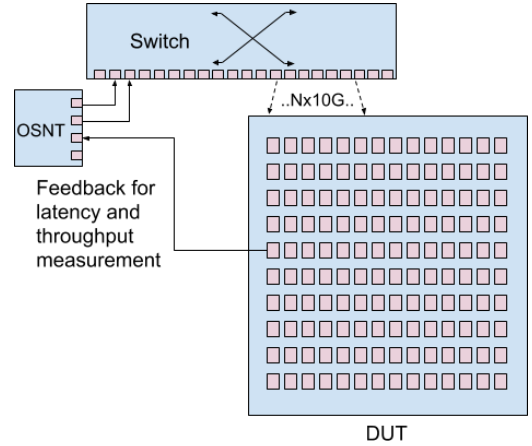 Switch
..Nx10G..
OSNT
Feedback for
latency and
throughput
measurement
DUT